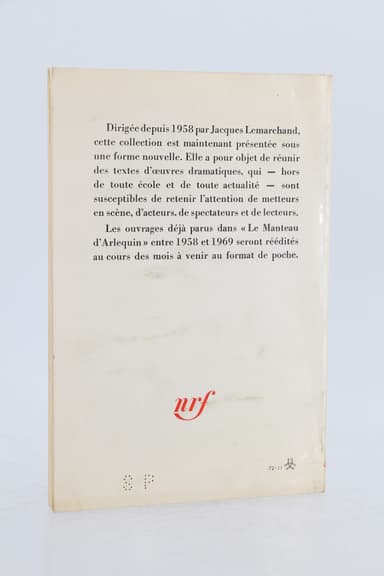 Dirigée depuis 1958 par Jacques Lemarchand,
cette collection est maintenant présentée sous
une forme nouvelle. Elle a pour objet de réunir
des textes d'œuvres dramatiques, qui — hors
de toute école et de toute actualité — sont
susceptibles de retenir l'attention de metteurs
en scène, d'acteurs, de spectateurs et de lecteurs.
Les ouvrages déjà parus dans « Le Manteau
d'Arlequin » entre 1958 et 1969 seront réédités
au cours des mois à venir au format de poche.
nrf
S P